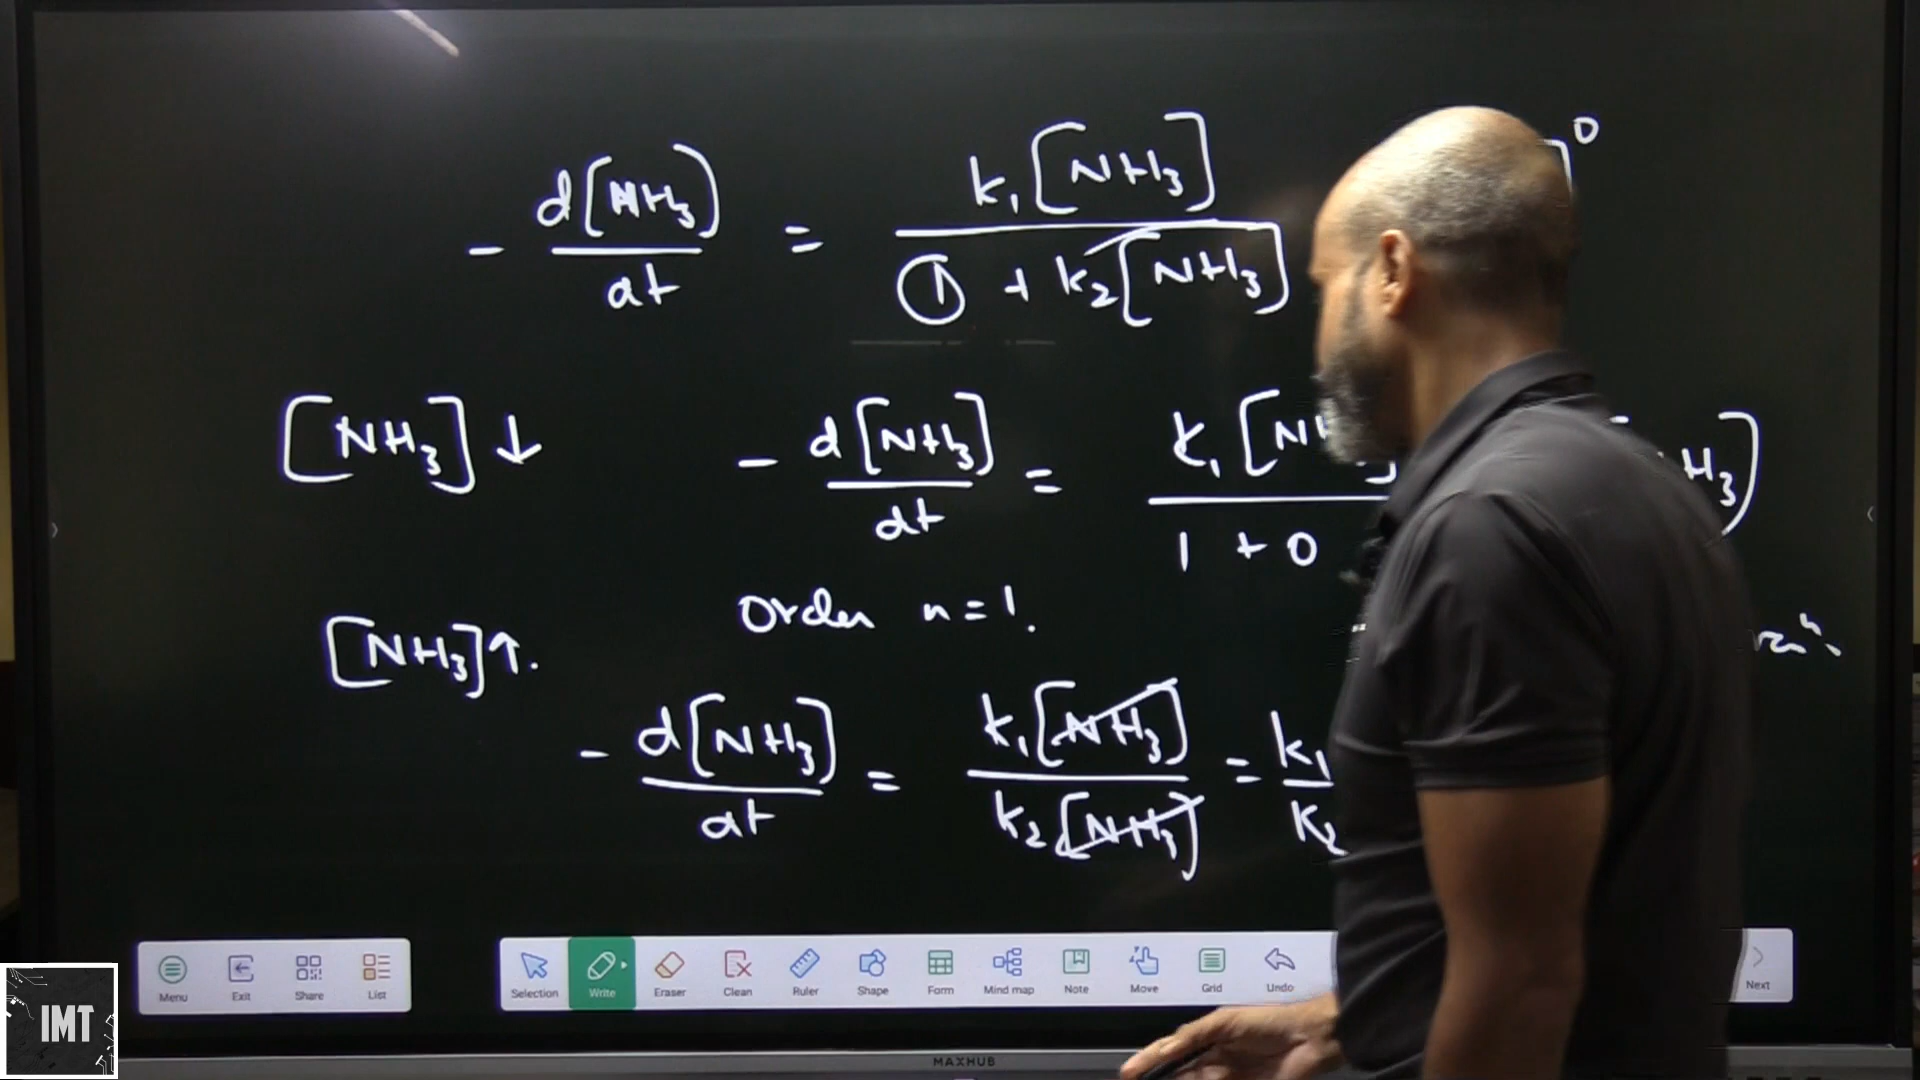 - d[NH3] / dt = k1[NH3] / 1 + k2[NH3] ]0
[NH3]↓ - d[NH3] / dt = k1[NH / 1 + 0 H3]
Order n=1.
[NH3]↑.
- d[NH3] / dt = k1[NH3] / k2[NH3] = k1 / k2
Menu Exit Share List Selection Write Eraser Clean Ruler Shape Form Mind map Note Move Grid Undo Next
IMT
MAXHUB